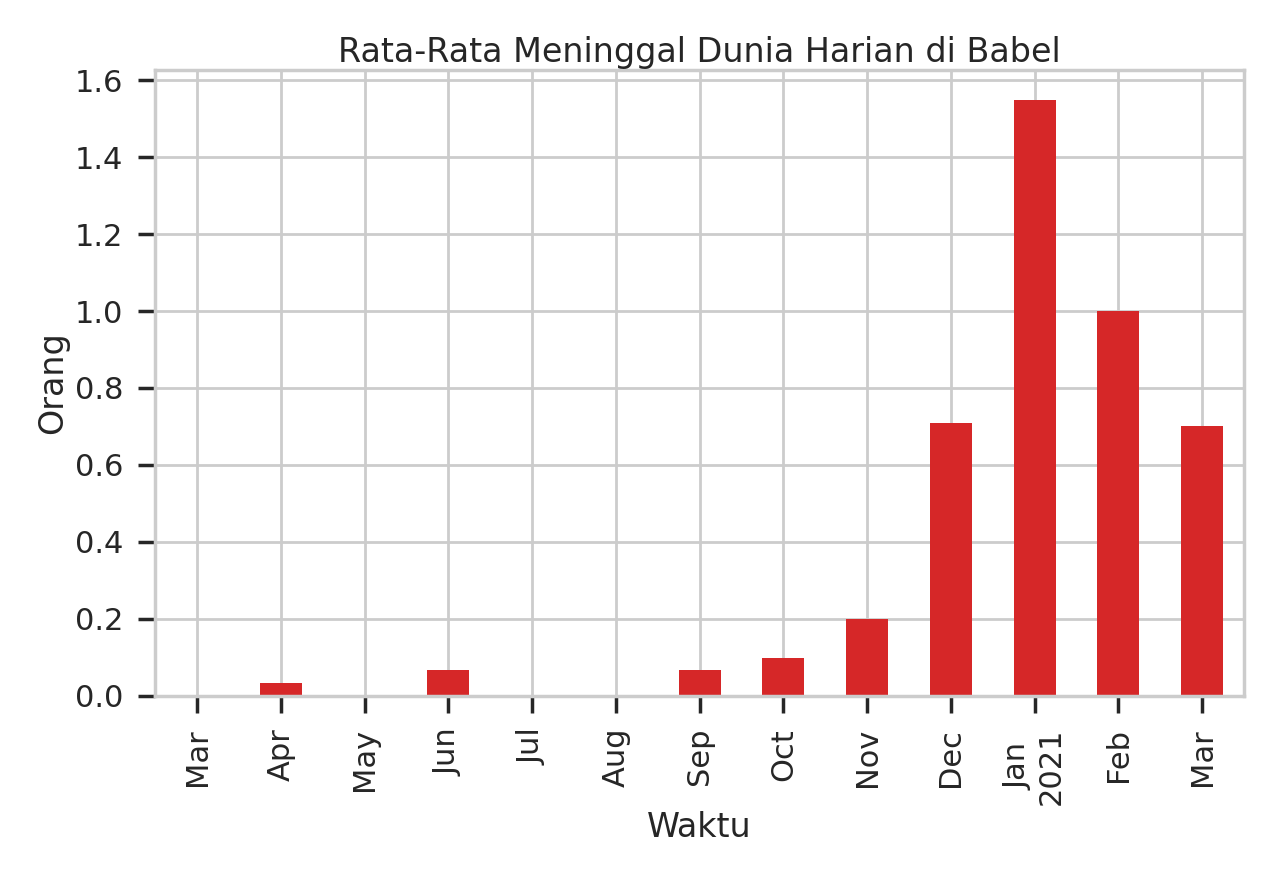 Rata-Rata Meninggal Dunia Harian di Babel
1.6
1.4
1.2
1.0
0.8
0.6
0.4
0.2
0.0
Orang
Mar
Apr
May
Jun
Jul
Aug
Sep
Oct
Nov
Dec
Jan
2021
Feb
Mar
Waktu